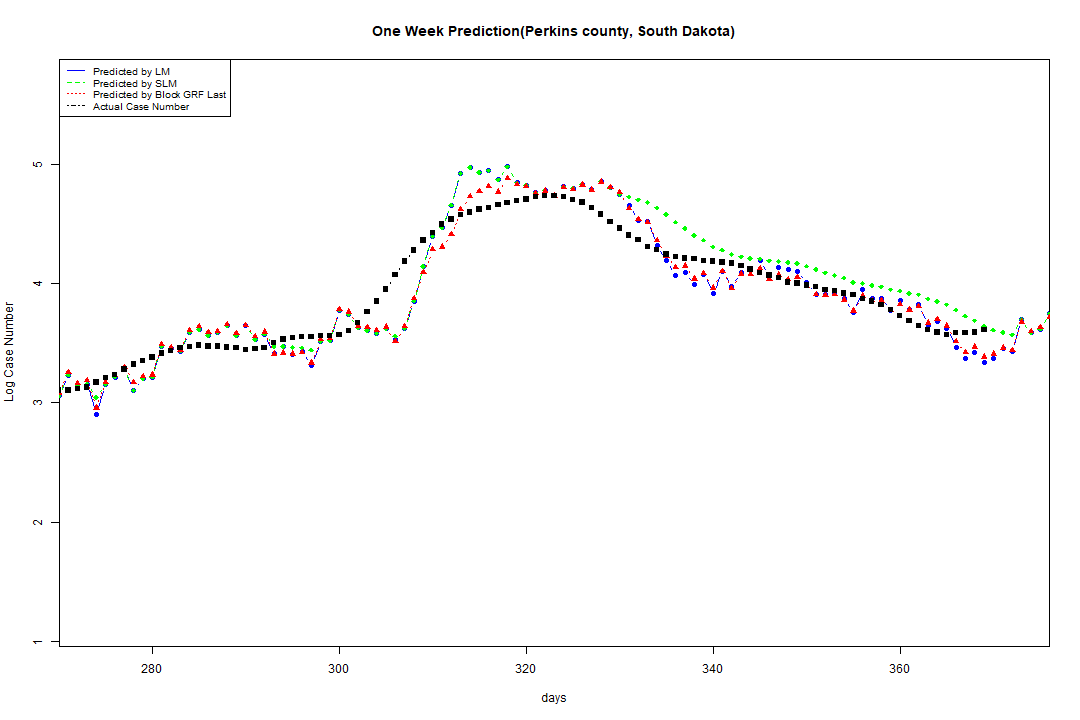 One Week Prediction(Perkins county, South Dakota)
Predicted by LM
Predicted by SLM
Predicted by Block GRF Last
Actual Case Number
5
4
3
2
1
Log Case Number
280 300 320 340 360
days